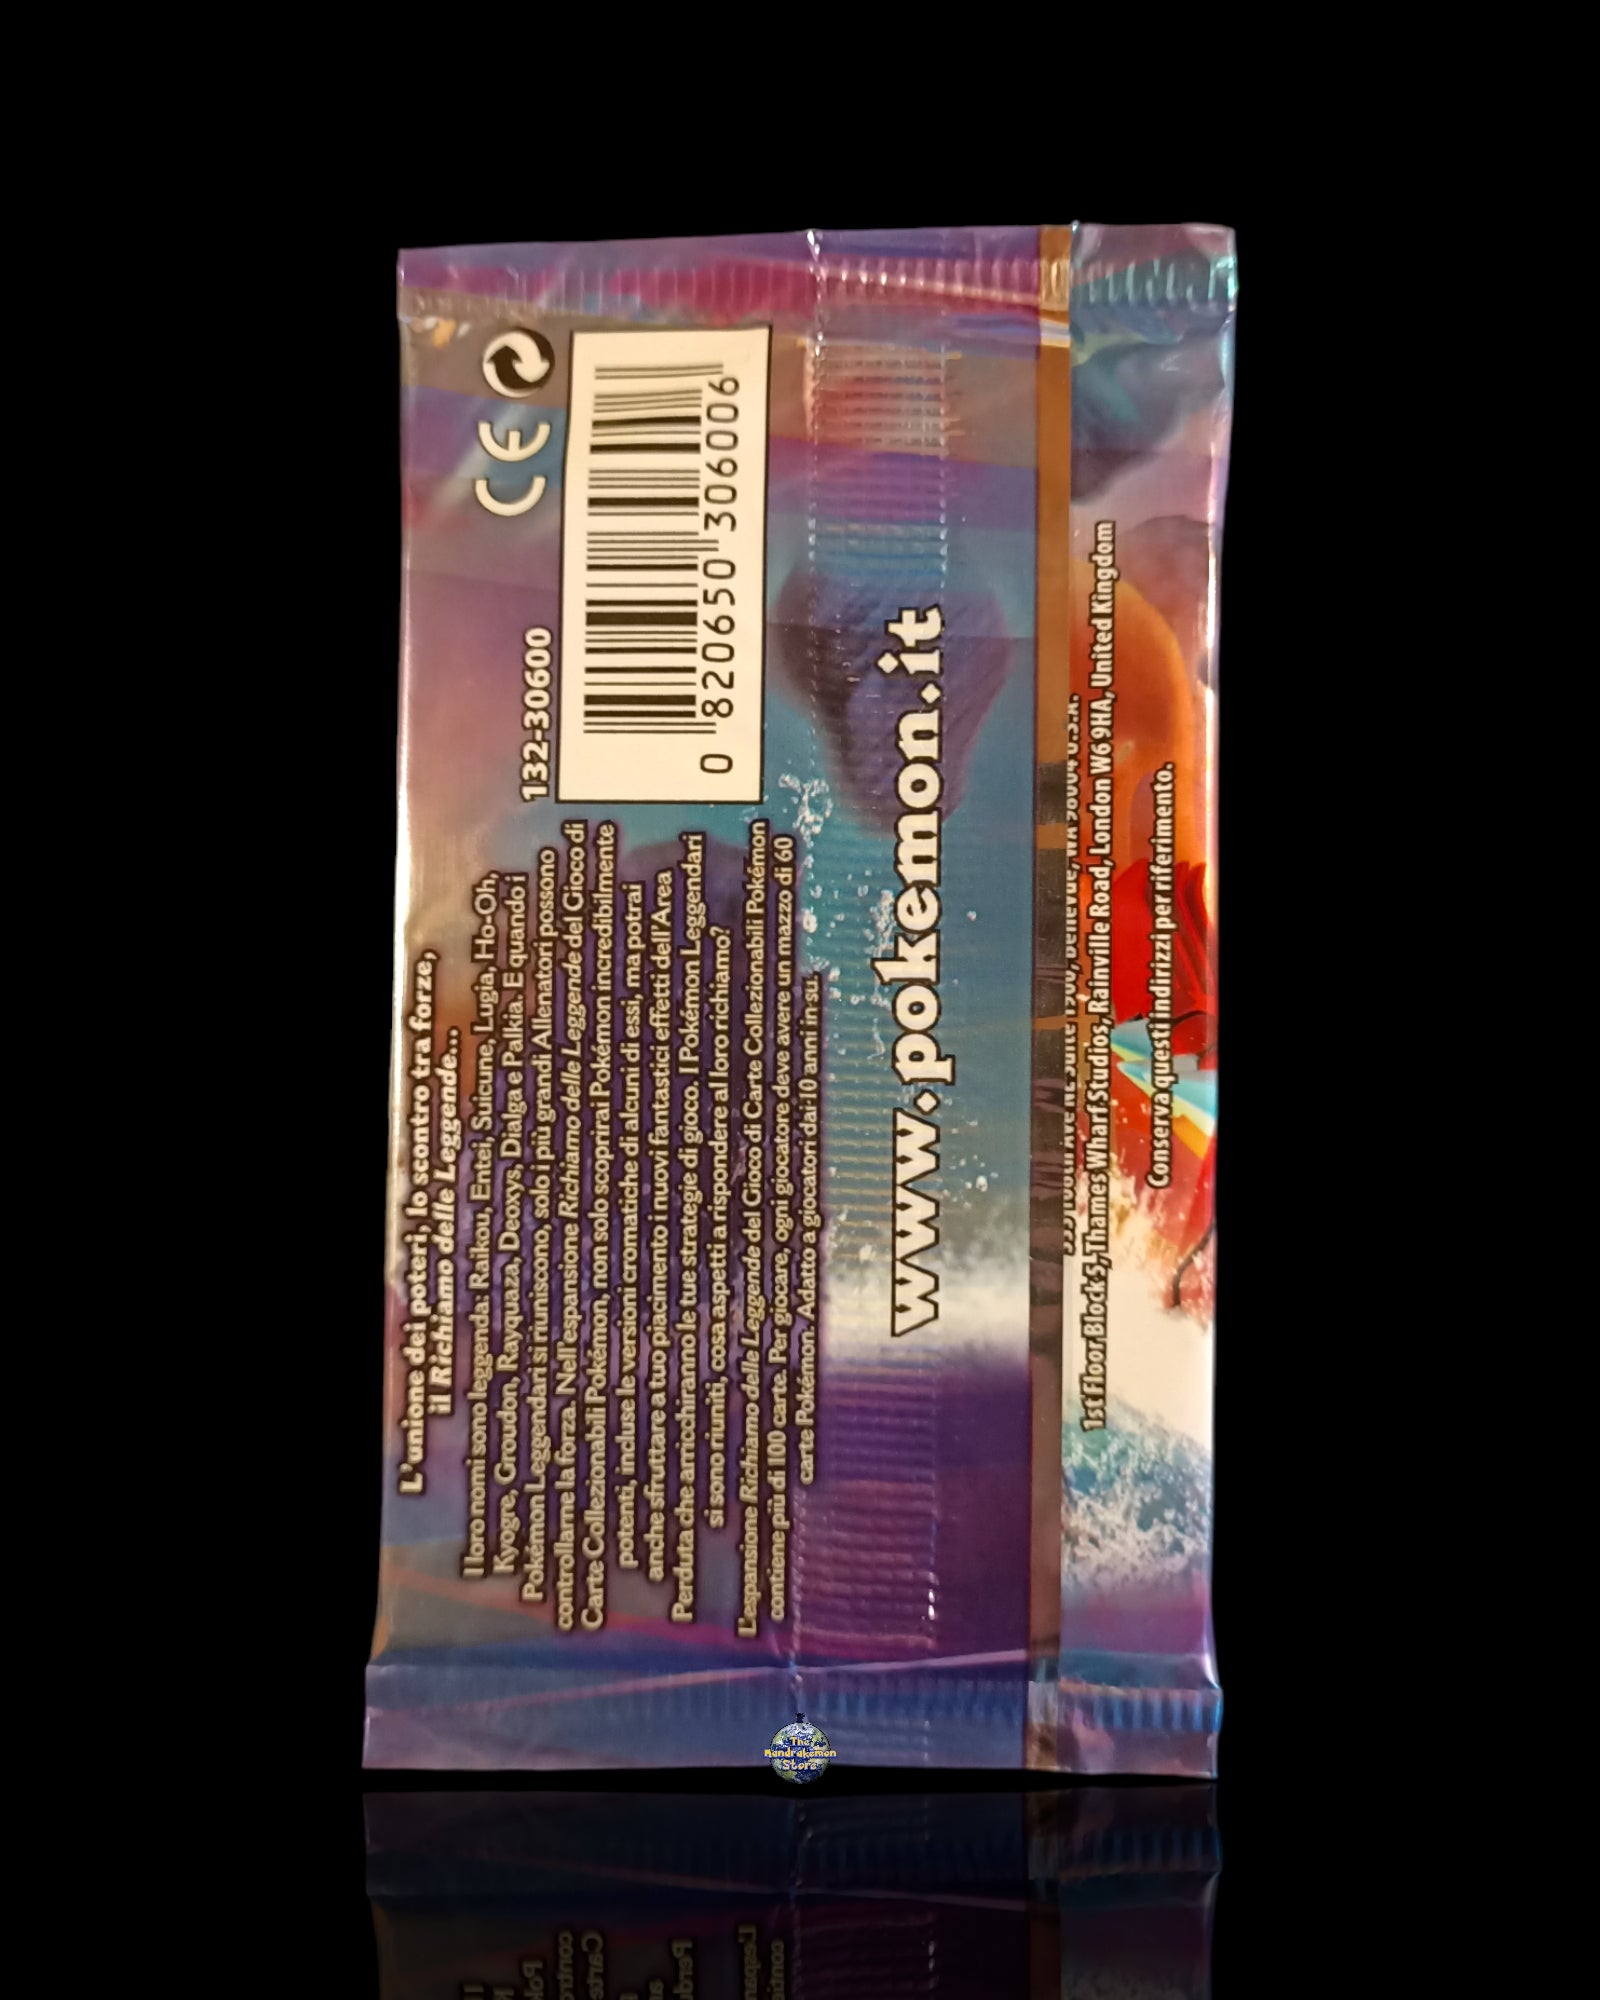 L'unione dei poteri, lo scontro tra forze,
il Richiamo delle Leggende...
I loro nomi sono leggenda: Raikou, Entei, Suicune, Lugia, Ho-Oh,
Kyogre, Groudon, Rayquaza, Deoxys, Dialga e Palkia. E quando i
Pokémon Leggendari si riuniscono, solo i più grandi Allenatori possono
controllarne la forza. Nell'espansione Richiamo delle Leggende del Gioco di
Carte Collezionabili Pokémon, non solo scoprirai Pokémon incredibilmente
potenti, incluse le versioni cromatiche di alcuni di essi, ma potrai
anche sfruttare a tuo piacimento i nuovi fantastici effetti dell'Area
Perduta che arricchiranno le tue strategie di gioco. I Pokémon Leggendari
si sono riuniti, cosa aspetti a rispondere al loro richiamo?
L'espansione Richiamo delle Leggende del Gioco di Carte Collezionabili Pokémon
contiene più di 100 carte. Per giocare, ogni giocatore deve avere un mazzo di 60
carte Pokémon. Adatto a giocatori dai 10 anni in su.
132-30600
CE
0 820650 306006
www.pokemon.it
1st Floor Block 5, Thames Wharf Studios, Rainville Road, London W6 9HA, United Kingdom
Conserva questi indirizzi per riferimento.
The
Mandrakemon
Store